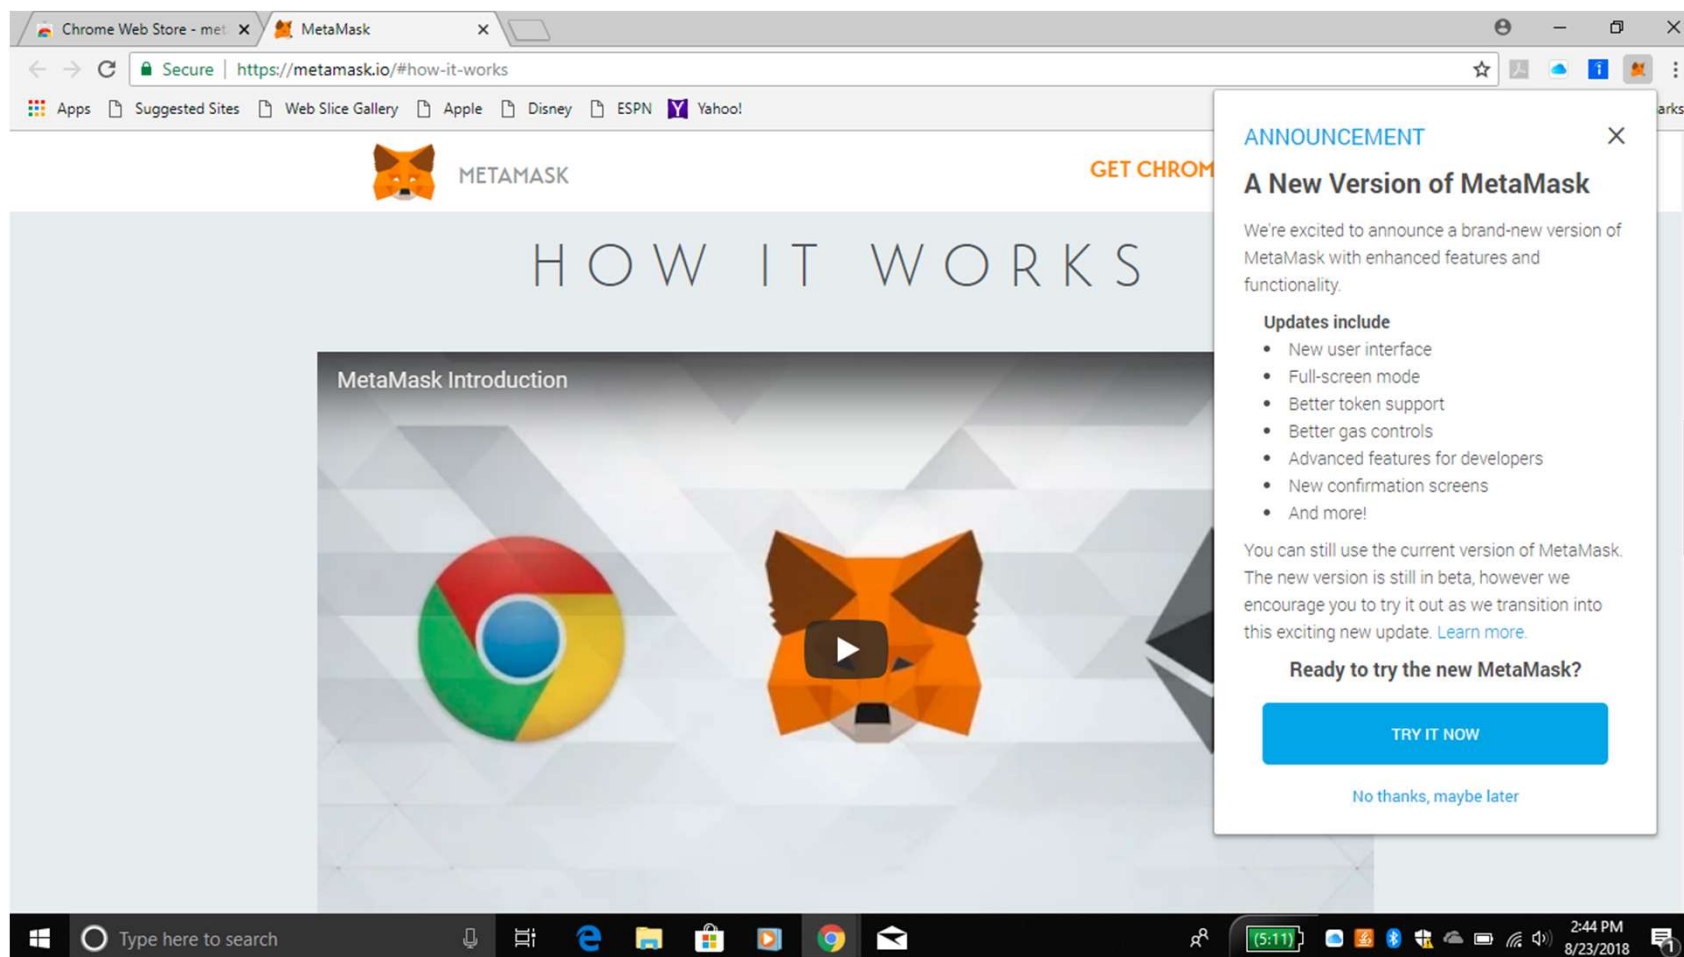 Chrome Web Store - met
MetaMask
Secure | https://metamask.io/#how-it-works
Apps Suggested Sites Web Slice Gallery Apple Disney ESPN Yahoo!
arks
METAMASK
GET CHROM
HOW IT WORKS
MetaMask Introduction
ANNOUNCEMENT
A New Version of MetaMask
We're excited to announce a brand-new version of
MetaMask with enhanced features and
functionality.
Updates include
• New user interface
• Full-screen mode
• Better token support
• Better gas controls
• Advanced features for developers
• New confirmation screens
• And more!
You can still use the current version of MetaMask.
The new version is still in beta, however we
encourage you to try it out as we transition into
this exciting new update. Learn more.
Ready to try the new MetaMask?
TRY IT NOW
No thanks, maybe later
Type here to search
(5:11)
2:44 PM
8/23/2018
1